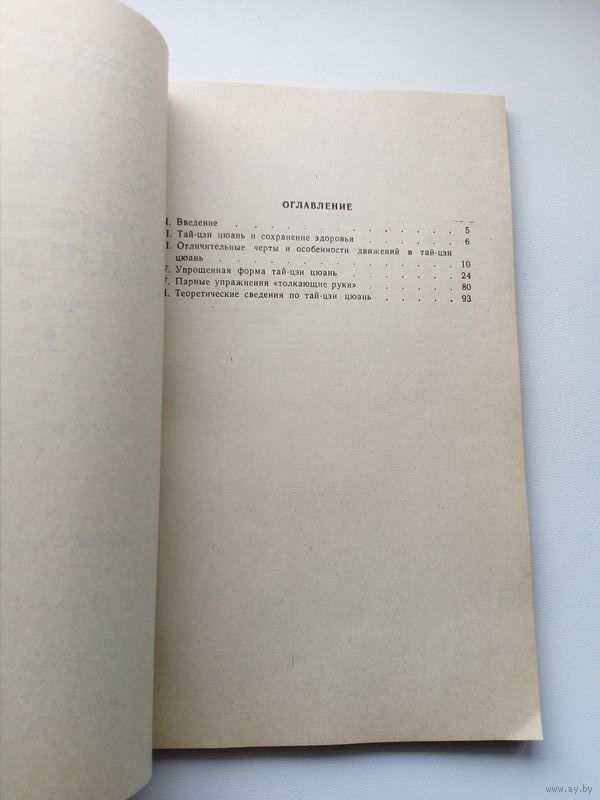 ОГЛАВЛЕНИЕ
I. Введение . . . . . . . . . . . . 5
I. Тай-цзи цюань и сохранение здоровья . . . . . . 6
I. Отличительные черты и особенности движений в тай-цзи
цюань . . . . . . . . . . . . . 10
V. Упрощенная форма тай-цзи цюань . . . . . . . 24
V. Парные упражнения «толкающие руки» . . . . . . 80
I. Теоретические сведения по тай-цзи цюань . . . . . 93
www.ay.by